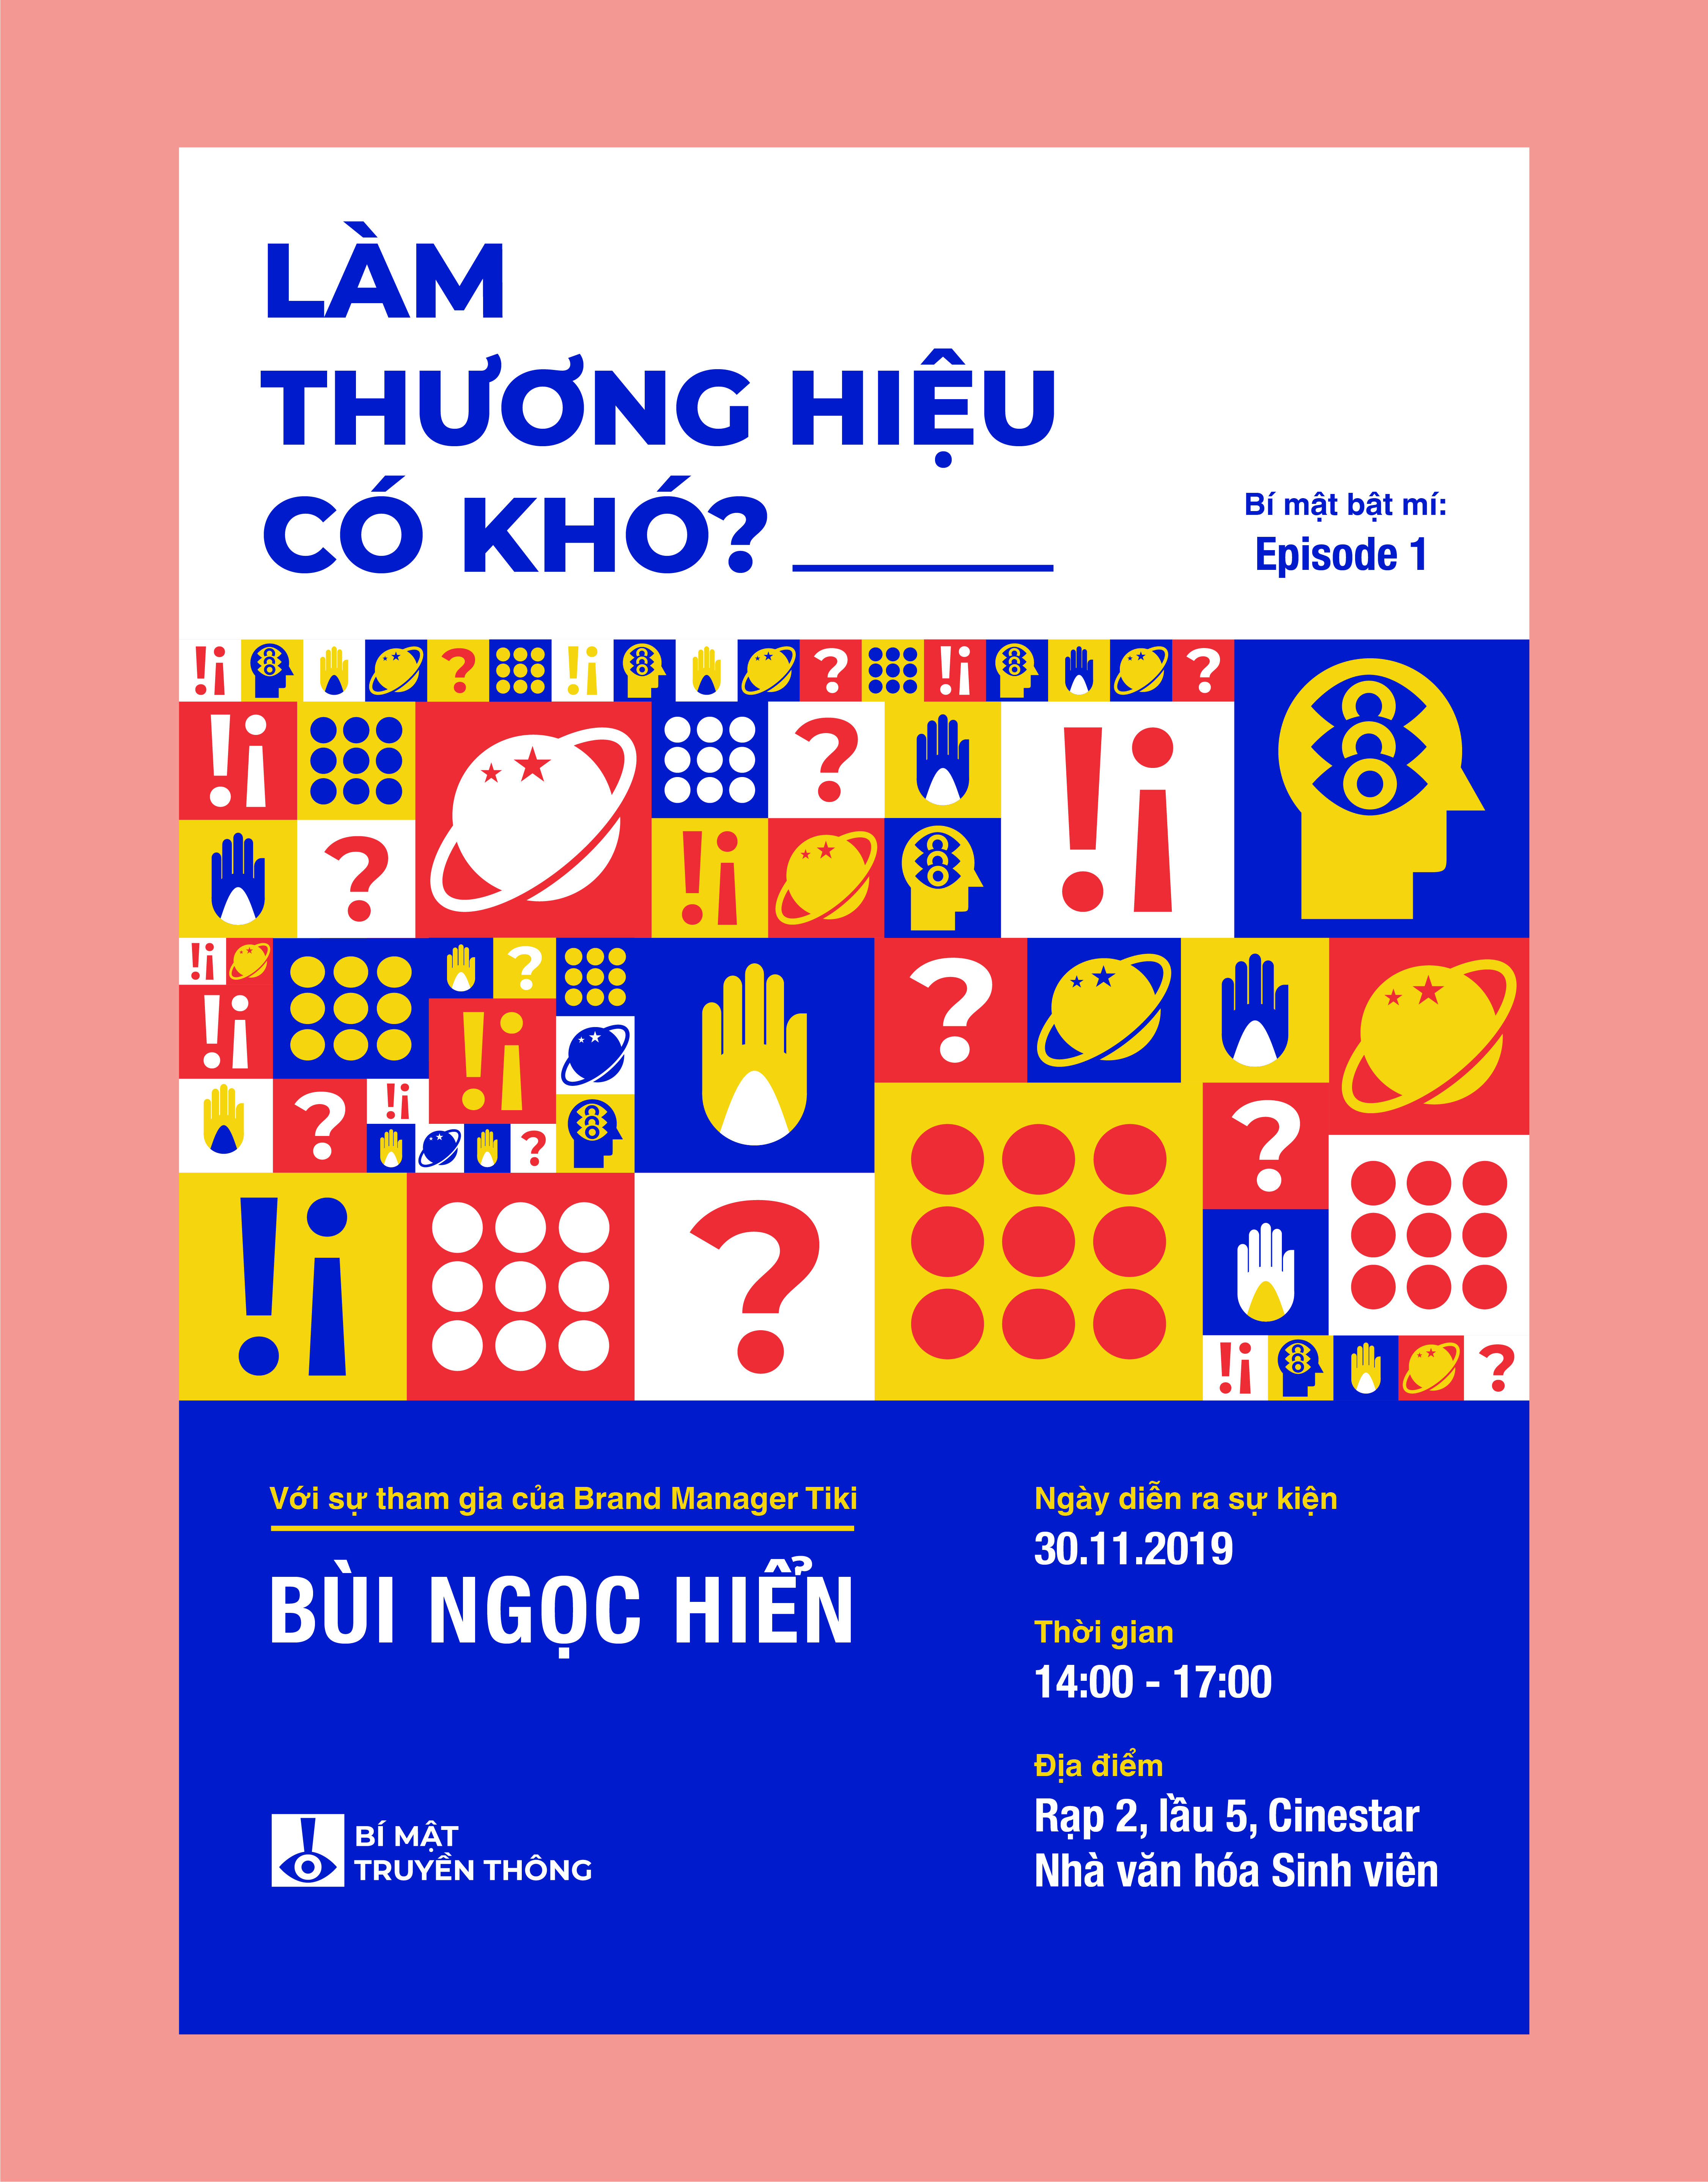 LÀM
THƯƠNG HIỆU
CÓ KHÓ?
Bí mật bật mí:
Episode 1
Với sự tham gia của Brand Manager Tiki
BÙI NGỌC HIỂN
BÍ MẬT
TRUYỀN THÔNG
Ngày diễn ra sự kiện
30.11.2019
Thời gian
14:00 - 17:00
Địa điểm
Rạp 2, lầu 5, Cinestar
Nhà văn hóa Sinh viên